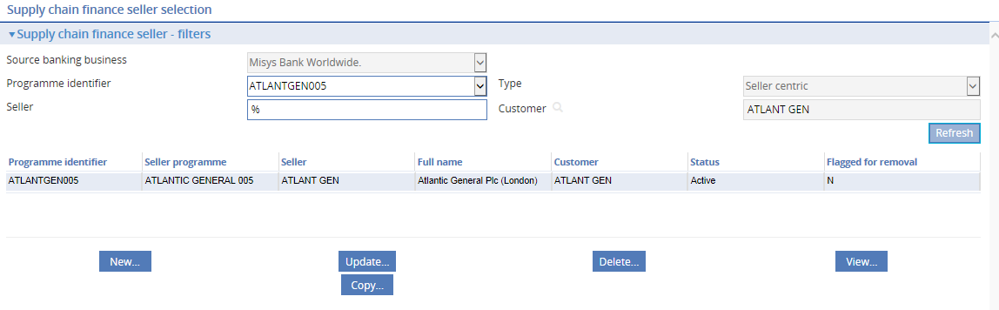 Supply chain finance seller selection
Supply chain finance seller - filters
Source banking business Misys Bank Worldwide.
Programme identifier ATLANTGEN005 Type Seller centric
Seller % Customer ATLANT GEN
Refresh
Programme identifier Seller programme Seller Full name Customer Status Flagged for removal
ATLANTGEN005 ATLANTIC GENERAL 005 ATLANT GEN Atlantic General Plc (London) ATLANT GEN Active N
New... Update... Delete... View...
Copy...